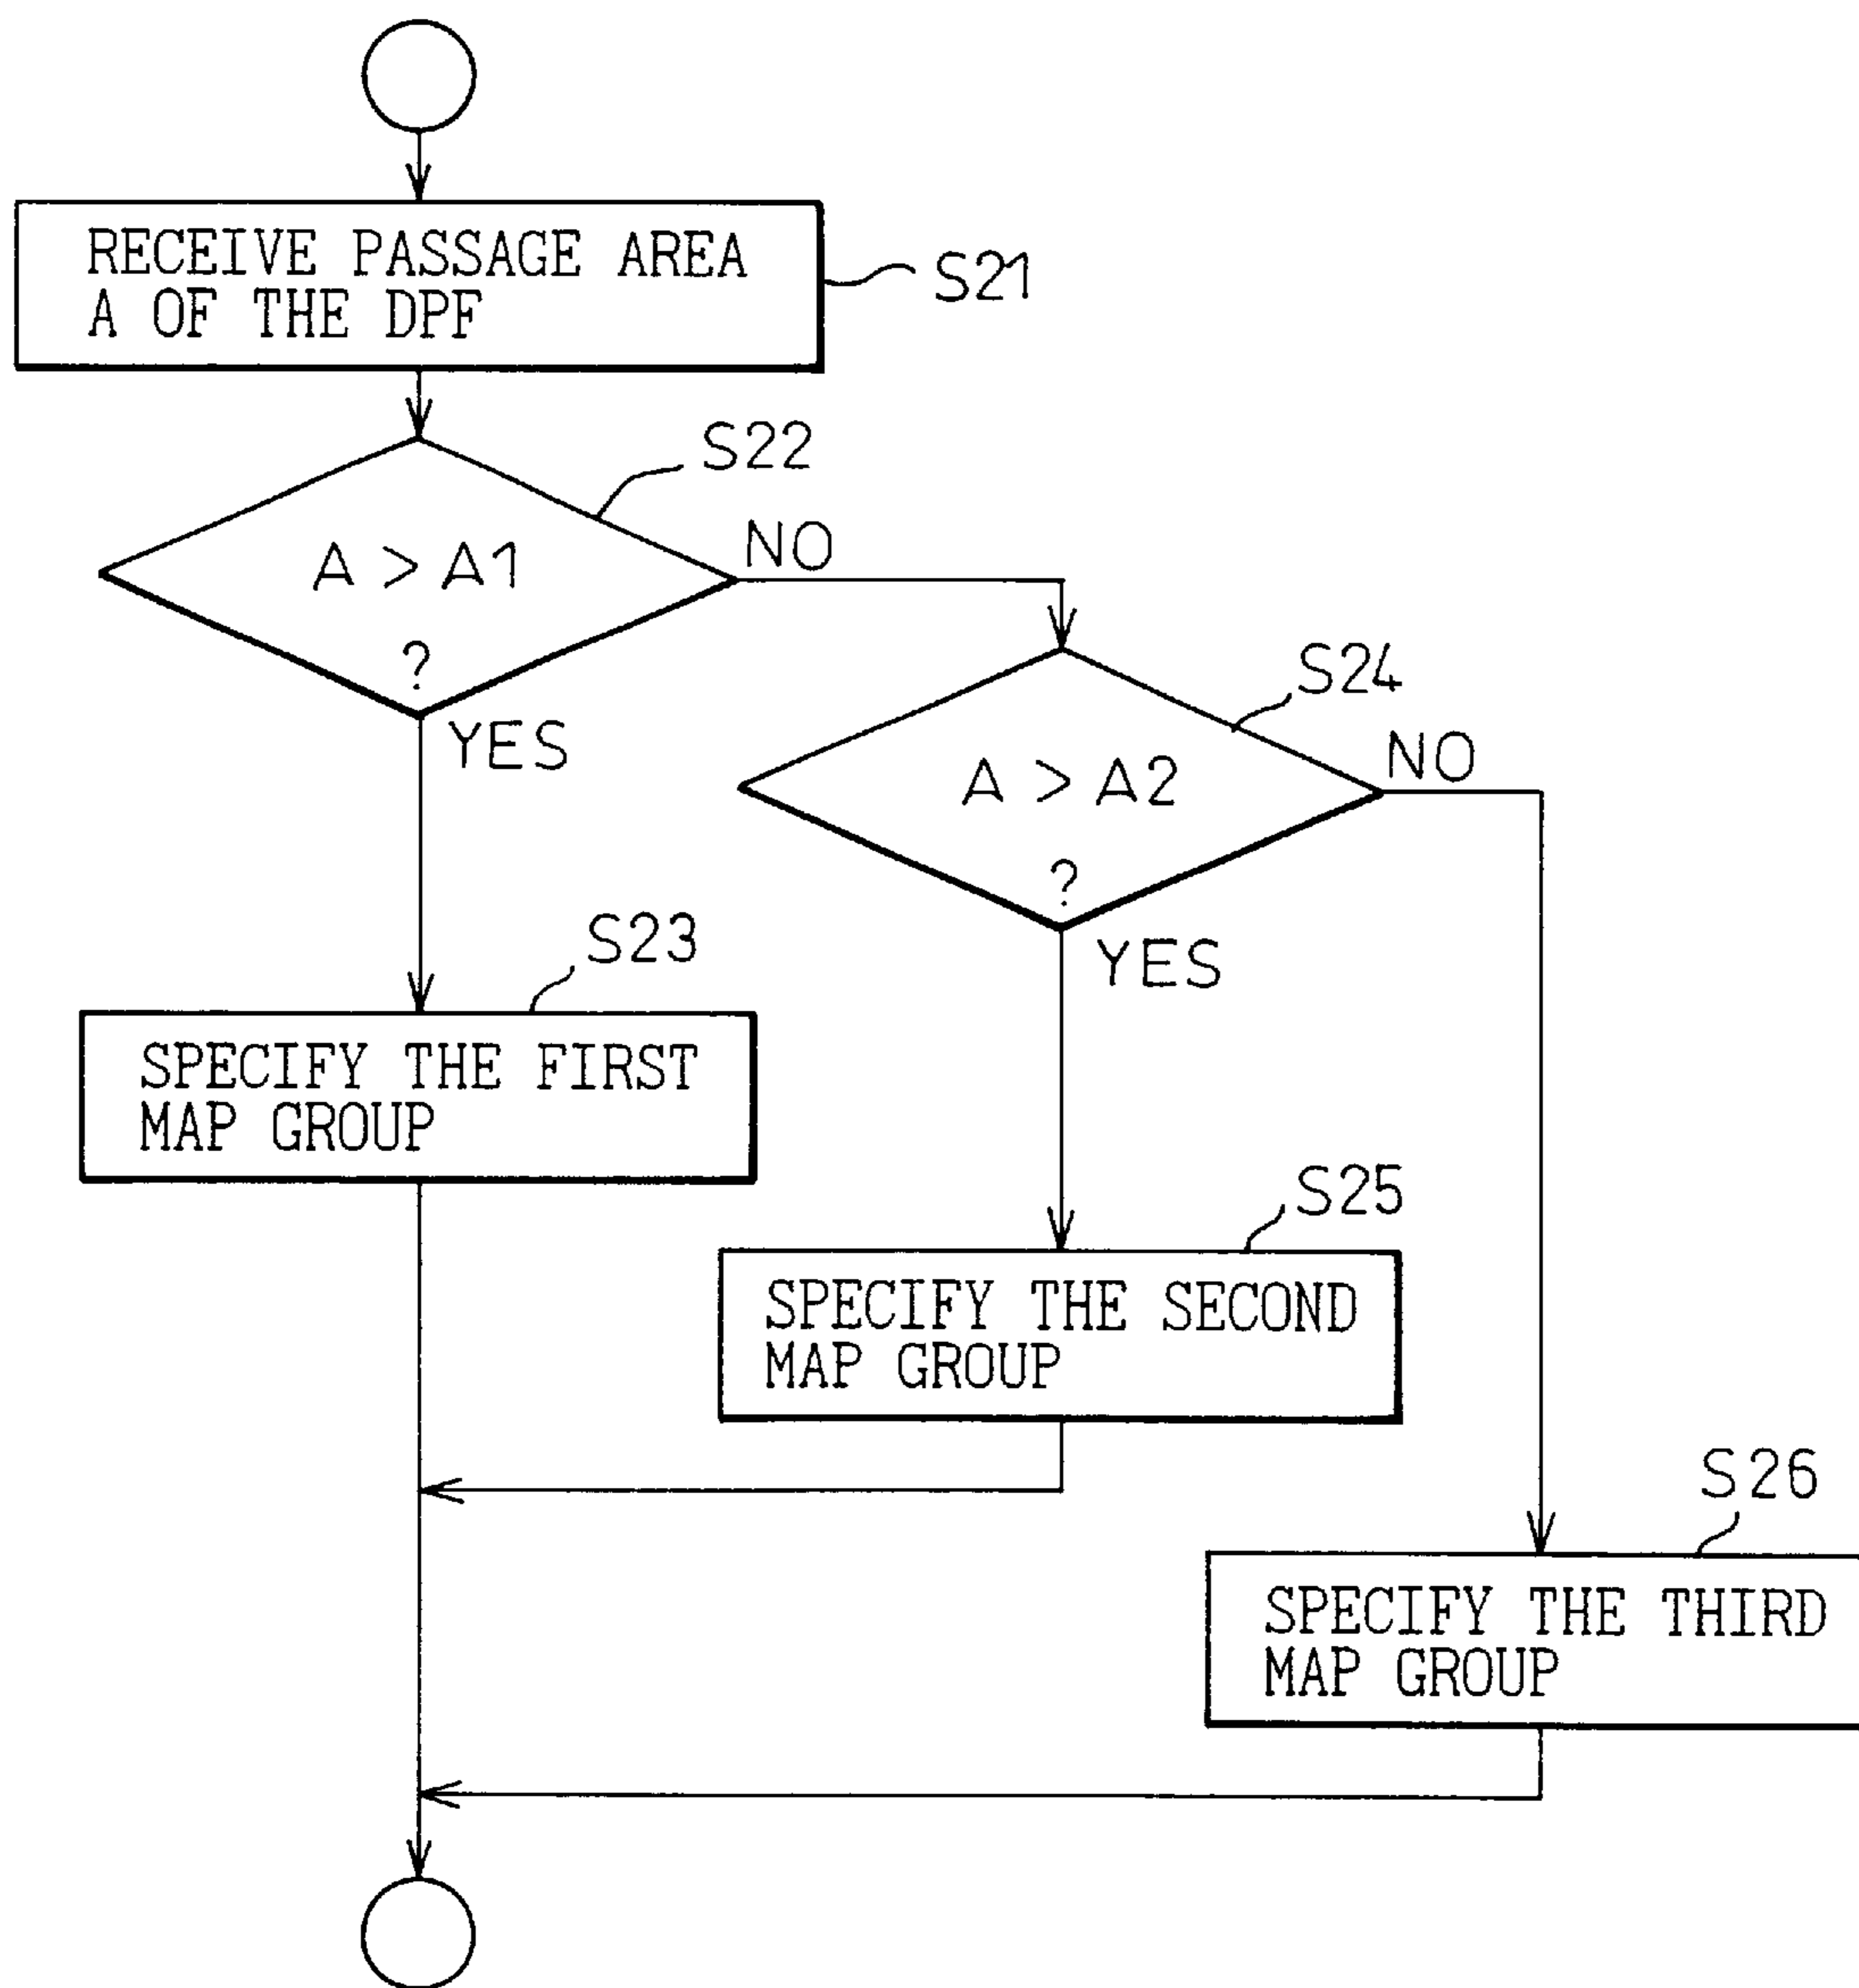 RECEIVE PASSAGE AREA
A OF THE DPF
S21
S22
A > A1
?
NO
YES
S24
A > A2
?
NO
YES
S23
SPECIFY THE FIRST
MAP GROUP
S25
SPECIFY THE SECOND
MAP GROUP
S26
SPECIFY THE THIRD
MAP GROUP